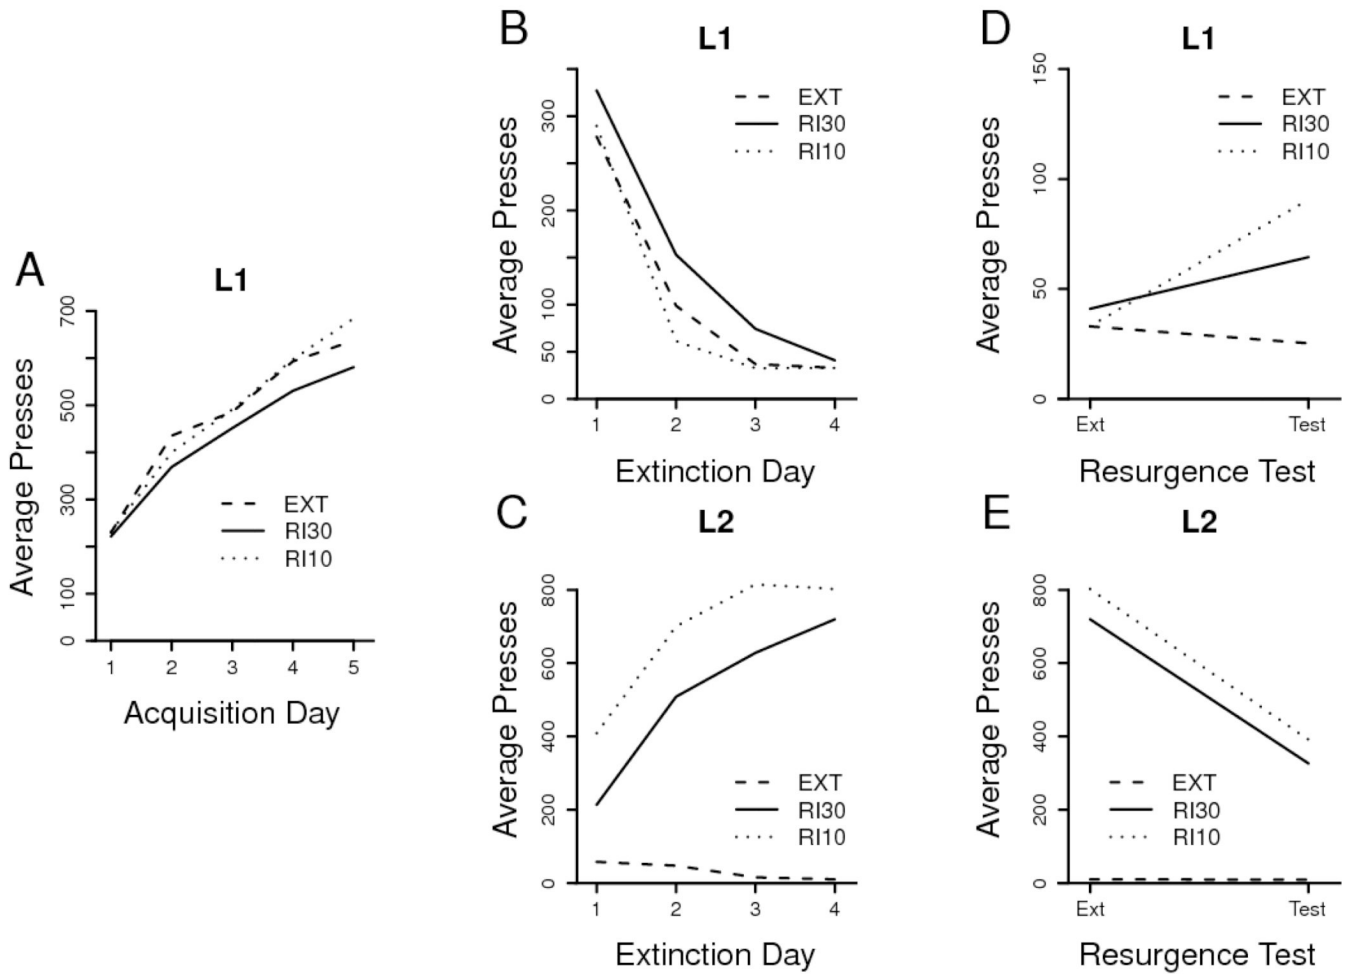 A
L1
Average Presses
700
500
300
100
0
EXT
RI30
RI10
1 2 3 4 5
Acquisition Day
B
L1
Average Presses
300
200
100
50
0
EXT
RI30
RI10
1 2 3 4
Extinction Day
C
L2
Average Presses
800
600
400
200
0
EXT
RI30
RI10
1 2 3 4
Extinction Day
D
L1
Average Presses
150
100
50
0
EXT
RI30
RI10
Ext Test
Resurgence Test
E
L2
Average Presses
800
600
400
200
0
EXT
RI30
RI10
Ext Test
Resurgence Test